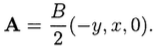 A = B/2 (−y, x, 0).